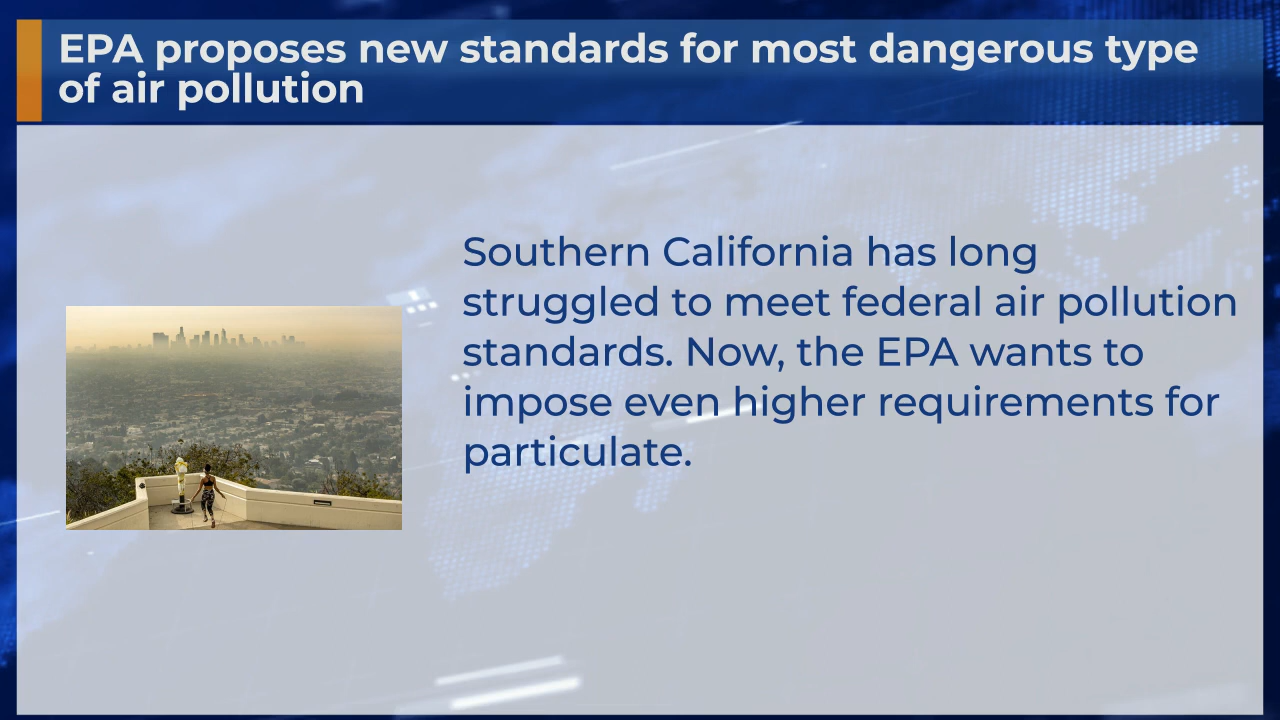 EPA proposes new standards for most dangerous type
of air pollution
Southern California has long
struggled to meet federal air pollution
standards. Now, the EPA wants to
impose even higher requirements for
particulate.